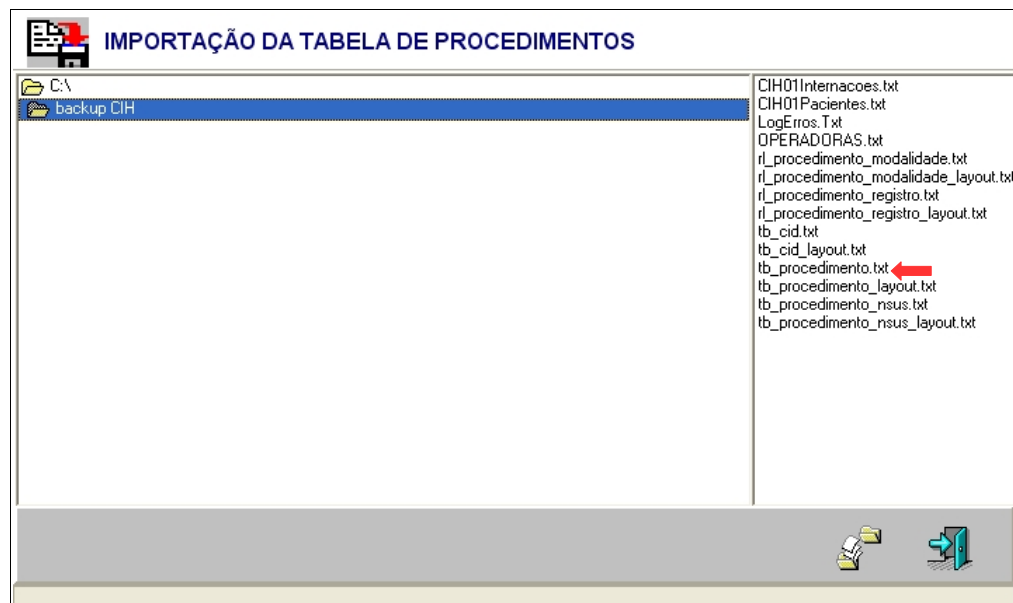 IMPORTAÇÃO DA TABELA DE PROCEDIMENTOS
C:\
backup CIH
CIH01Internacoes.txt
CIH01Pacientes.txt
LogErros.Txt
OPERADORAS.txt
rl_procedimento_modalidade.txt
rl_procedimento_modalidade_layout.txt
rl_procedimento_registro.txt
rl_procedimento_registro_layout.txt
tb_cid.txt
tb_cid_layout.txt
tb_procedimento.txt
tb_procedimento_layout.txt
tb_procedimento_nsus.txt
tb_procedimento_nsus_layout.txt